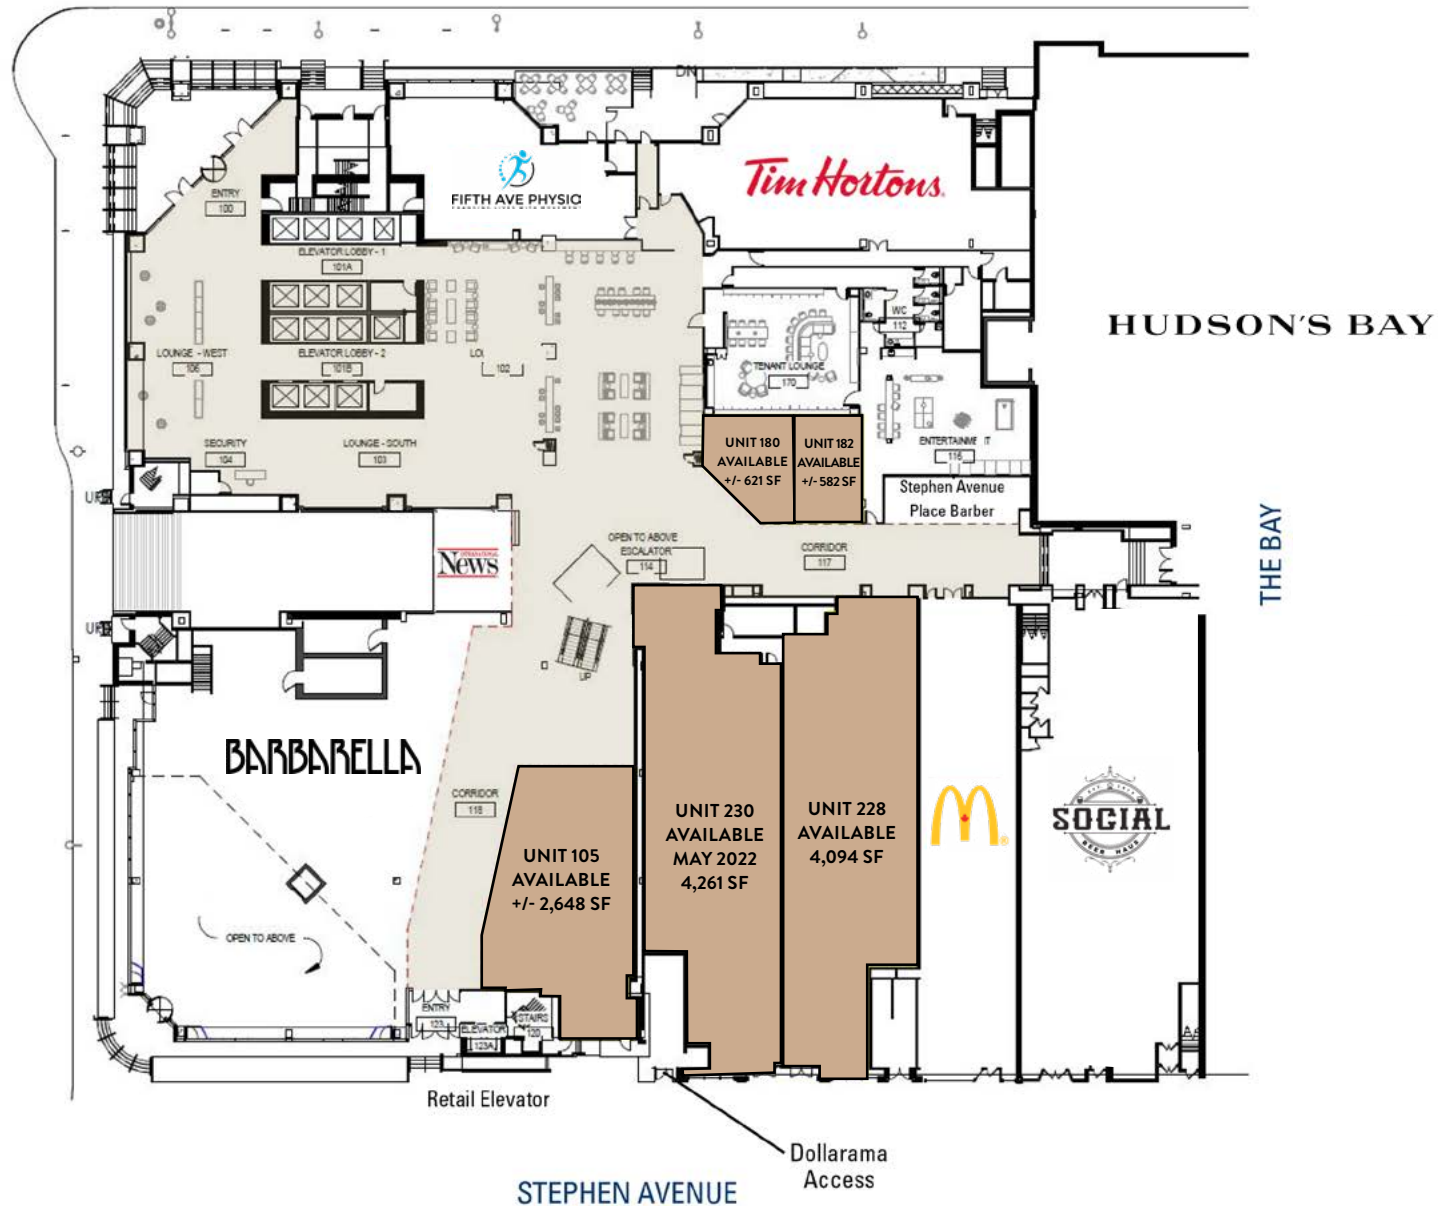 DN
FIFTH AVE PHYSIO
Tim Hortons
ENTRY
100
ELEVATOR LOBBY - 1
101A
ELEVATOR LOBBY - 2
101B
LOUNGE - WEST
106
102
WC
112
TENANT LOUNGE
170
HUDSON'S BAY
SECURITY
104
LOUNGE - SOUTH
103
UNIT 180
AVAILABLE
+/- 621 SF
UNIT 182
AVAILABLE
+/- 582 SF
116
Stephen Avenue
Place Barber
UP
INTERNATIONAL
News
OPEN TO ABOVE
ESCALATOR
114
CORRIDOR
117
THE BAY
UP
UP
BARBARELLA
CORRIDOR
118
OPEN TO ABOVE
UNIT 105
AVAILABLE
+/- 2,648 SF
UNIT 230
AVAILABLE
MAY 2022
4,261 SF
UNIT 228
AVAILABLE
4,094 SF
SOCIAL
BEER HAUS
ENTRY
123
ELEVATOR
123A
STAIRS
120
Retail Elevator
Dollarama
Access
STEPHEN AVENUE